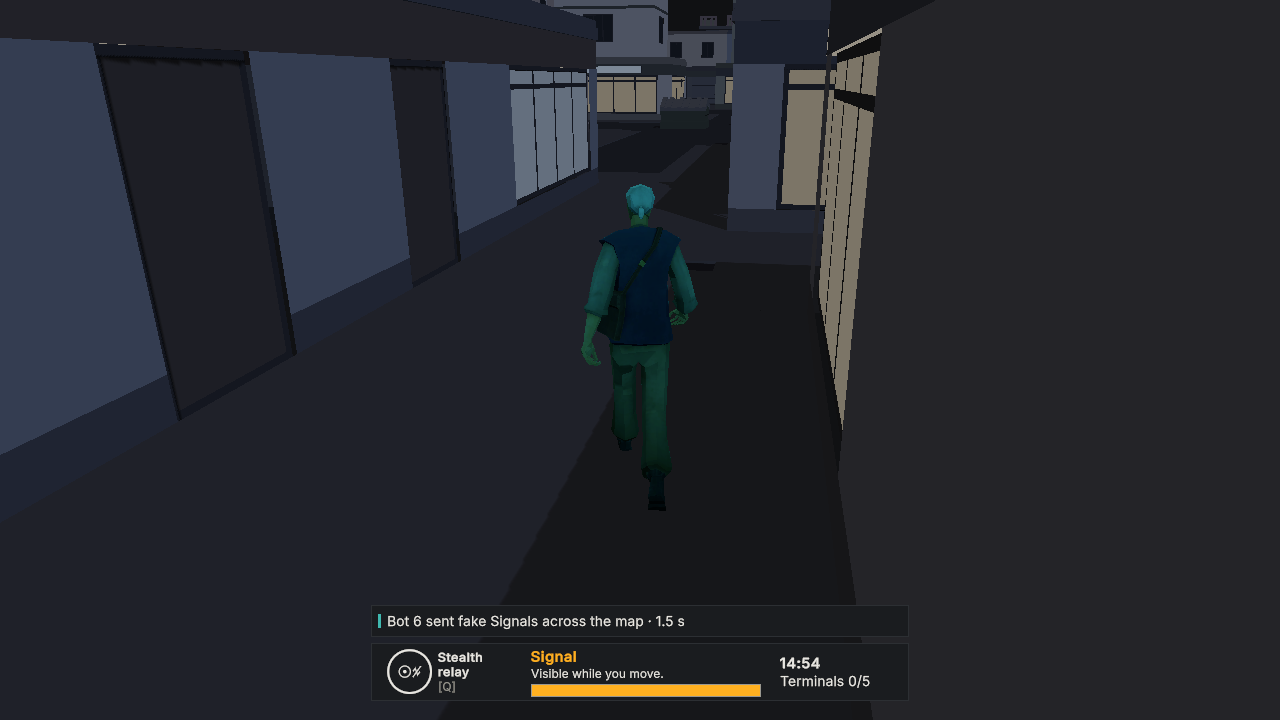 Bot 6 sent fake Signals across the map · 1.5 s
Stealth
relay
[Q]
Signal
Visible while you move.
14:54
Terminals 0/5